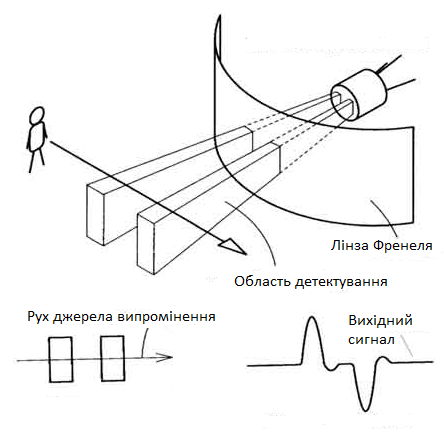 Лінза Френеля
Область детектування
Рух джерела випромінення
Вихідний
сигнал